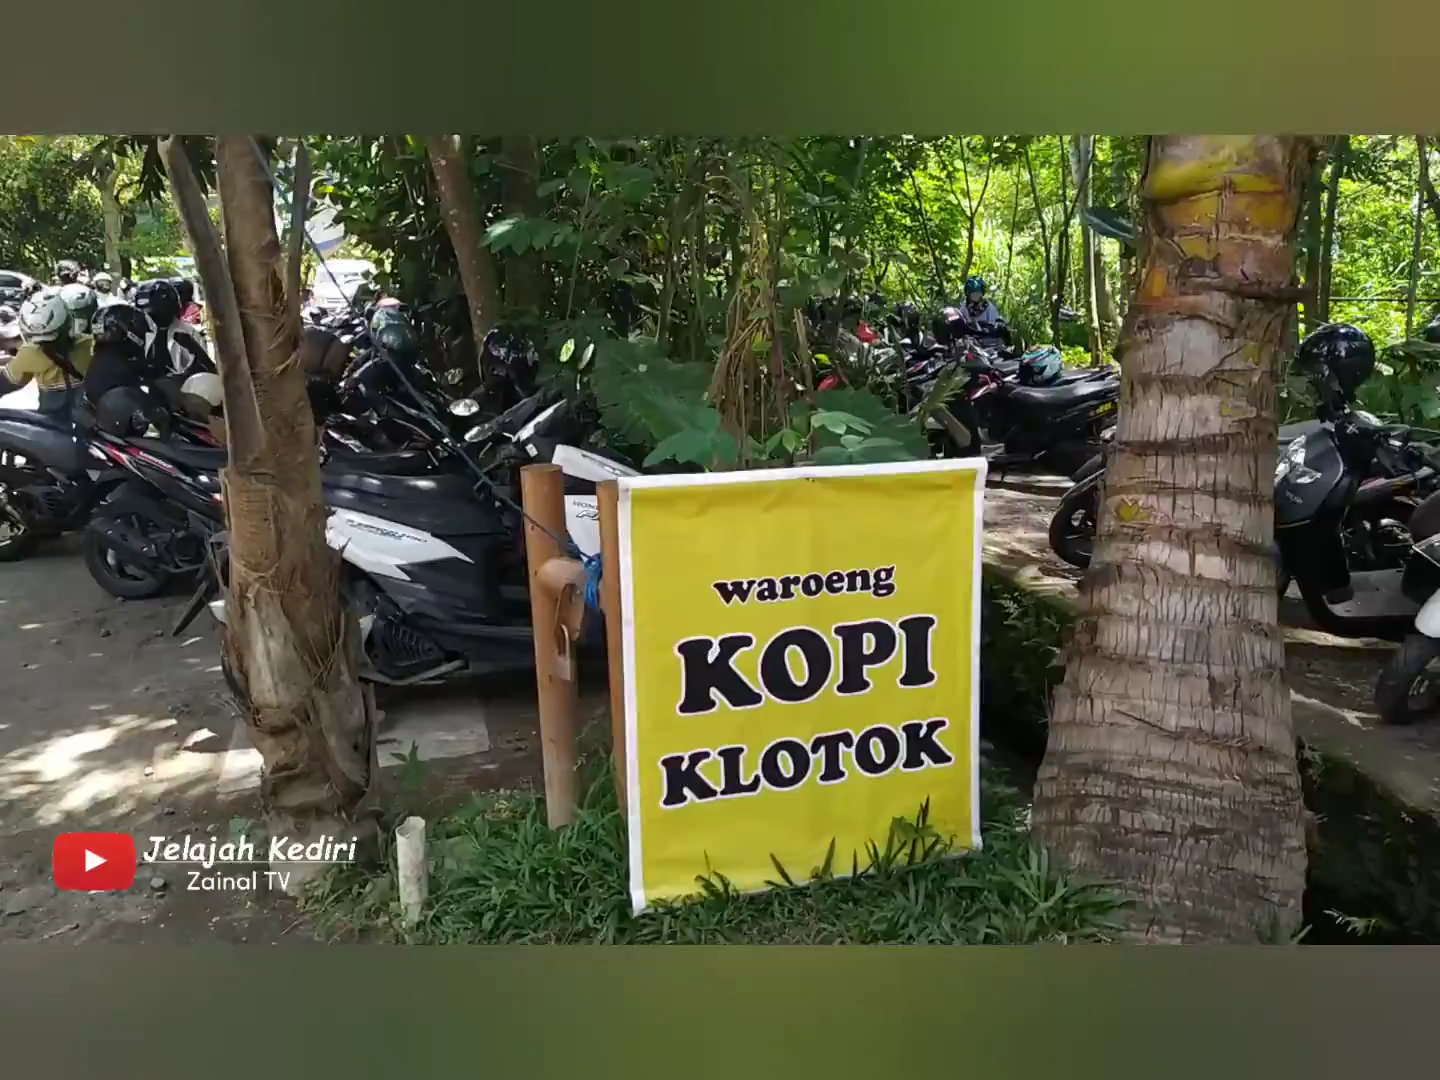 waroeng
KOPI
KLOTOK
Jelajah Kediri
Zainal TV